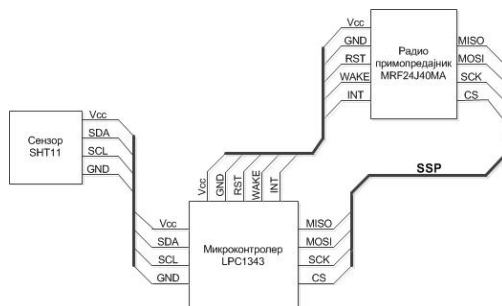 Vcc
GND
RST
WAKE
INT
Радио
примопредајник
MRF24J40MA
MISO
MOSI
SCK
CS
Сензор
SHT11
Vcc
SDA
SCL
GND
SSP
Vcc
GND
RST
WAKE
INT
Vcc
SDA
SCL
GND
Микроконтролер
LPC1343
MISO
MOSI
SCK
CS